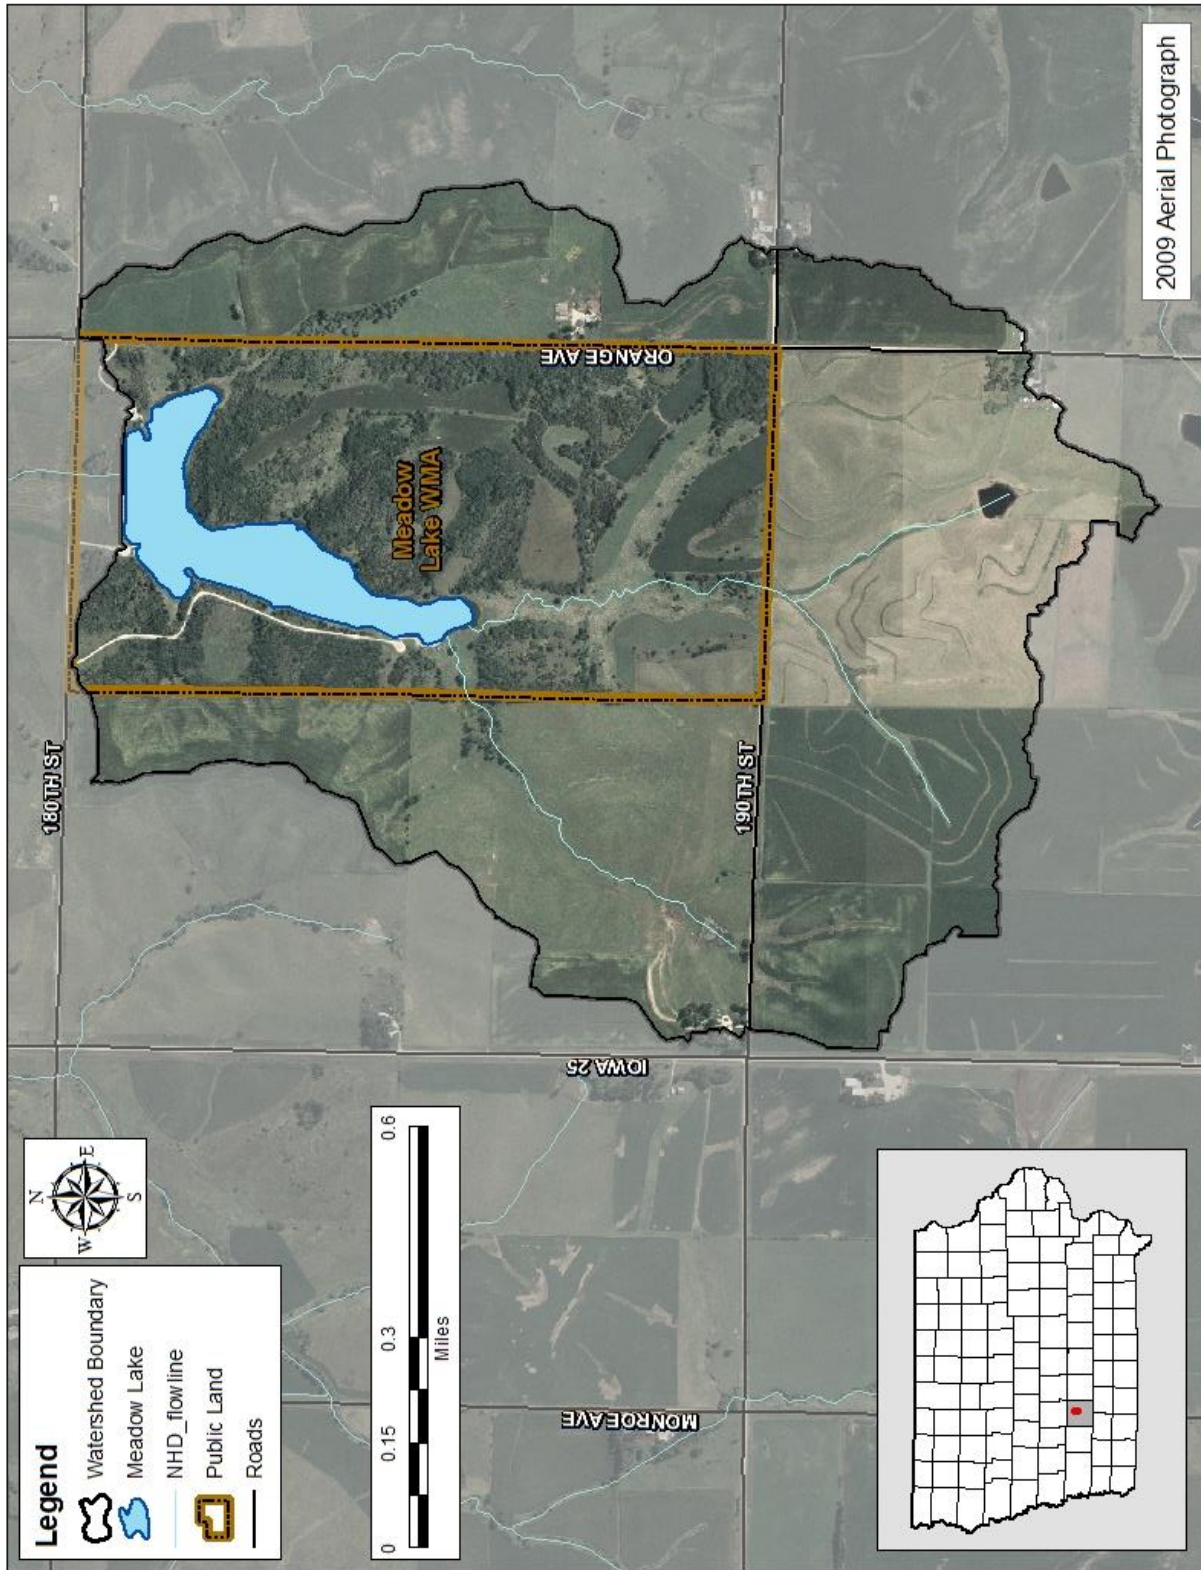 Legend
Watershed Boundary
Meadow Lake
NHD_flowline
Public Land
Roads
N
W
E
S
0
0.15
0.3
0.6
Miles
180TH ST
190TH ST
MONROE AVE
IOWA 25
ORANGE AVE
Meadow
Lake WMA
2009 Aerial Photograph